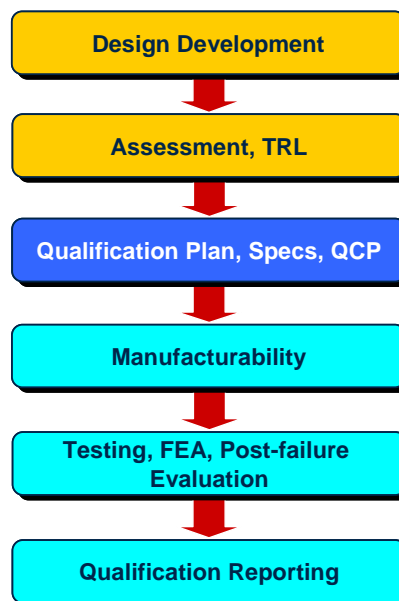 Design Development
Assessment, TRL
Qualification Plan, Specs, QCP
Manufacturability
Testing, FEA, Post-failure
Evaluation
Qualification Reporting